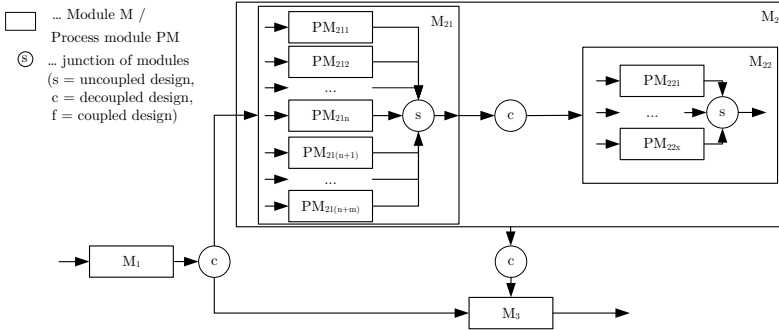 ... Module M /
Process module PM
s ... junction of modules
(s = uncoupled design,
c = decoupled design,
f = coupled design)
M2
M21
PM211
PM212
...
PM21n
s
PM21(n+1)
...
PM21(n+m)
c
M22
PM221
...
s
PM22x
M1
c
c
M3